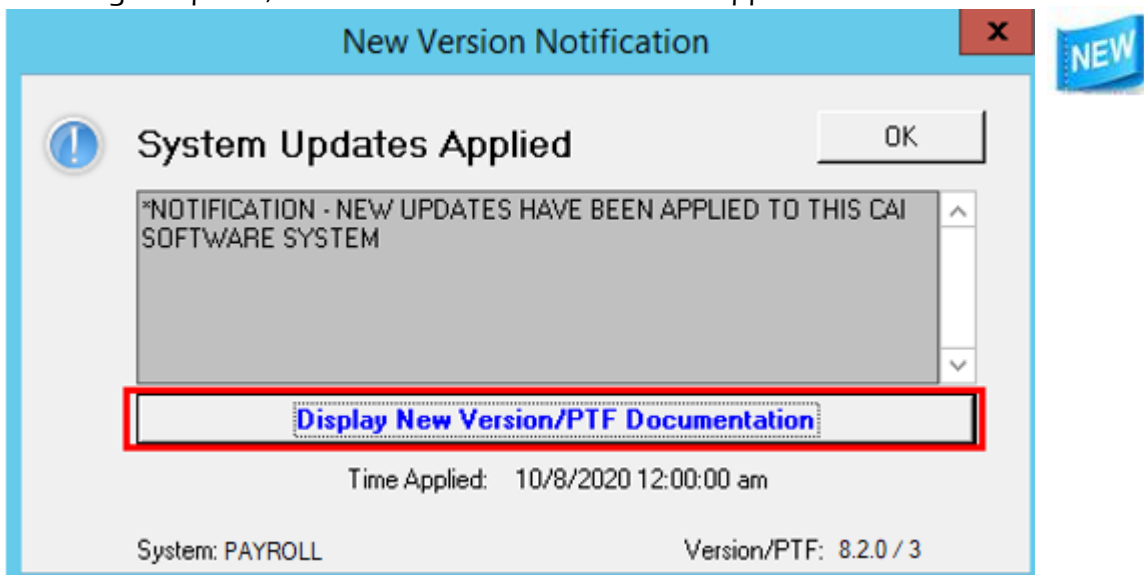 New Version Notification
x
NEW
System Updates Applied
OK
*NOTIFICATION - NEW UPDATES HAVE BEEN APPLIED TO THIS CAI
SOFTWARE SYSTEM
Display New Version/PTF Documentation
Time Applied: 10/8/2020 12:00:00 am
System: PAYROLL
Version/PTF: 8.2.0 / 3